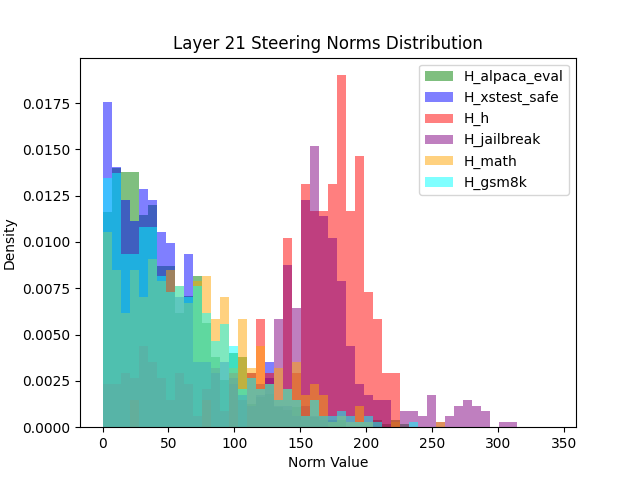 Layer 21 Steering Norms Distribution
H_alpaca_eval
H_xstest_safe
H_h
H_jailbreak
H_math
H_gsm8k
Density
0.0175
0.0150
0.0125
0.0100
0.0075
0.0050
0.0025
0.0000
0 50 100 150 200 250 300 350
Norm Value